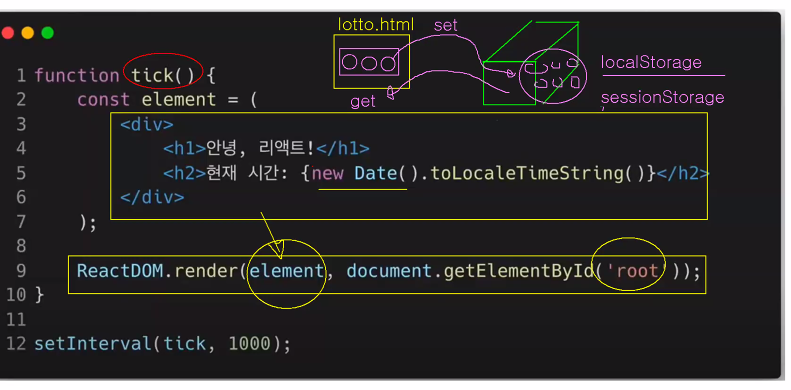 lotto.html
set
get
localStorage
sessionStorage
1 function tick() {
2 const element = (
3 <div>
4 <h1>안녕, 리액트!</h1>
5 <h2>현재 시간: {new Date().toLocaleTimeString()}</h2>
6 </div>
7 );
8
9 ReactDOM.render(element, document.getElementById('root'));
10 }
11
12 setInterval(tick, 1000);